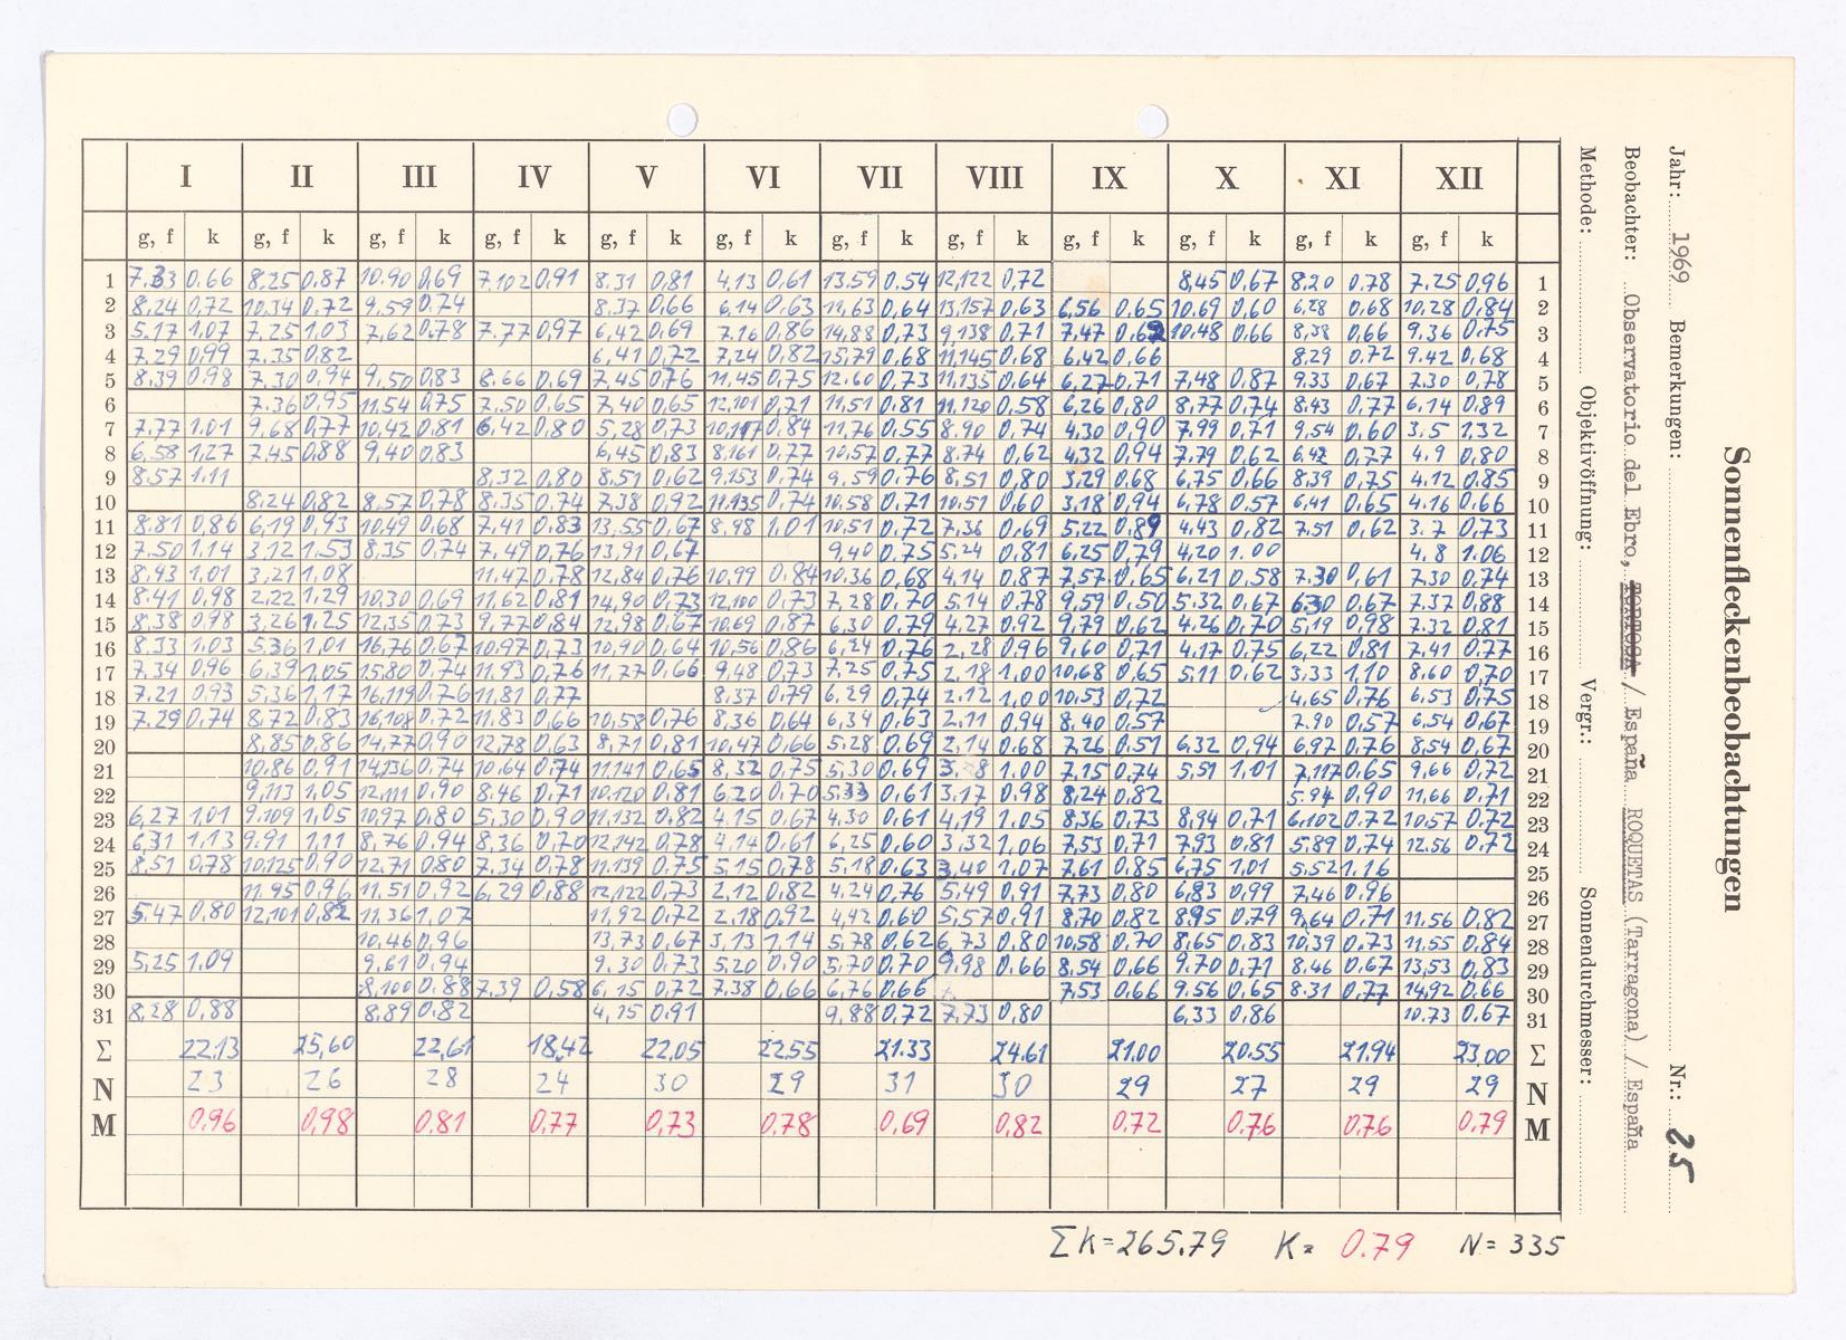 Sonnenfleckenbeobachtungen
Jahr: 1969 Bemerkungen: Nr.: 25
Beobachter: Observatorio del Ebro, TORTOSA / España ROQUETAS (Tarragona) / España
Methode: Objektivöffnung: Vergr.: Sonnendurchmesser:
I II III IV V VI VII VIII IX X XI XII
g, f k g, f k g, f k g, f k g, f k g, f k g, f k g, f k g, f k g, f k g, f k g, f k
1 7.33 0.66 8.25 0.87 10.90 0.69 7.102 0.91 8.31 0.81 4.13 0.61 13.59 0.54 12,122 0.72 8,45 0.67 8.20 0.78 7.25 0.96 1
2 8.24 0.72 10.34 0.72 9.59 0.74 8.37 0.66 6.14 0.63 11,63 0,64 13,157 0.63 6,56 0.65 10.69 0,60 6,28 0,68 10,28 0,84 2
3 5.17 1.07 7.25 1.03 7,62 0.78 7.77 0.97 6,42 0.69 7.16 0.86 14,88 0.73 9,138 0.71 7,47 10.48 0.66 8,38 0,66 9.36 0.75 3
4 7.29 0.99 7.35 0.82 6,41 0.72 7.24 0.82 15.79 0.68 11,145 0.68 6,42 0.66 8.29 0.72 9.42 0,68 4
5 8,39 0.98 7.30 0.94 9,50 0.83 8.66 0.69 7.45 0.76 11.45 0.75 12.60 0.73 11,135 0.64 6,27 0,71 7,48 0.87 9.33 0.67 7.30 0,78 5
6 7.36 0.95 11.54 0.75 7.50 0.65 7,40 0.65 12,101 0,71 11,51 0.81 11,120 0.58 6,26 0,80 8,77 0.74 8.43 0.77 6.14 0.89 6
7 7.77 1.01 9,68 0.77 10,42 0.81 6,42 0,80 5,28 0,73 0.84 11,76 0.55 8.90 0,74 4.30 0,90 7,99 0,71 9,54 0,60 3.5 1,32 7
8 6,58 1,27 7.45 0.88 9,40 0.83 6,45 0,83 8,161 0,77 10,57 0,77 8.74 0,62 4,32 0.94 7,79 0,62 6,42 0,77 4.9 0,80 8
9 8.57 1.11 8,32 0,80 8.51 0,62 9,153 0.74 9.59 0.76 8,51 0,80 3,29 0,68 6,75 0,66 8,39 0,75 4.12 0.85 9
10 8.24 0.82 8.57 0.78 8.35 0,74 7,38 0,92 11.135 0,74 10,58 0,71 10,51 0,60 3,18 0,94 6,78 0,57 6,41 0,65 4.16 0,66 10
11 8.81 0,86 6,19 0,93 10,49 0,68 7,41 0,83 13,55 0,67 8,98 1,01 10,51 0,72 7,36 0,69 5,22 0,89 4.43 0,82 7,51 0,62 3.7 0,73 11
12 7.50 1,14 3,12 1,53 8,35 0,74 7,49 0,76 13,91 0,67 9,40 0.75 5,24 0,81 6,25 0,79 4,20 1.00 4.8 1.06 12
13 8.43 1,01 3,21 1,08 11.47 0,78 12,84 0,76 10,99 0,84 10.36 0,68 4,14 0,87 7,57 0,65 6,21 0,58 7.30 0,61 7.30 0,74 13
14 8.41 0,98 2,22 1,29 10,30 0,69 11,62 0,81 14,90 0,73 12,100 0,73 7,28 0,70 5.14 0,78 9,59 0,50 5.32 0,67 6.30 0,67 7.37 0,88 14
15 8,38 0,98 3,26 1.25 12,35 0,73 9,77 0,84 12,98 0,67 10,69 0,87 6,30 0,79 4,27 0,92 9,79 0,62 4.26 0,70 5,19 0,98 7.32 0,81 15
16 8.33 1,03 5.36 1,01 16,76 0,67 10,97 0,73 10,90 0,64 10,56 0,86 6,24 0,76 2,28 0,96 9,60 0,71 4.17 0,75 6,22 0,81 7,41 0,77 16
17 7.34 0,96 6,39 1,05 15,80 0,74 11,93 0,76 11,77 0,66 9,48 0,73 7.25 0,75 2,18 1,00 10,68 0,65 5,11 0,62 3,33 1,10 8,60 0,70 17
18 7.21 0,93 5,36 1,17 16,119 0,76 11,81 0,77 8,37 0,79 6,29 0,74 2.12 1,00 10,53 0,72 4,65 0,76 6,53 0,75 18
19 7.29 0,74 8,72 0,83 16,108 0,72 11,83 0,66 10,58 0,76 8,36 0,64 6,34 0,63 2,11 0,94 8,40 0,57 7.90 0,57 6,54 0,67 19
20 8,85 0,86 14,77 0,90 12,78 0,63 8,71 0,81 10,47 0,66 5,28 0,69 2,14 0,68 7,26 0,51 6,32 0,94 6,97 0,76 8,54 0,67 20
21 10,86 0,91 14,136 0,74 10,64 0,74 11,141 0,65 8,32 0,75 5,30 0,69 1.00 7,15 0,74 5,51 1,01 7,117 0,65 9,66 0,72 21
22 9,113 1,05 12,111 0,90 8,46 0,71 10,120 0,81 6,20 0,70 5,33 0,61 3,17 0,98 8,24 0,82 5.94 0,90 11,66 0,71 22
23 6,27 1,01 9.109 1,05 10,97 0,80 5,30 0,90 11,132 0,82 4.15 0,67 4.30 0,61 4,19 1.05 8,36 0,73 8,94 0,71 6,102 0,72 10,57 0,72 23
24 6,31 1,13 9.91 1,11 8,76 0,94 8,36 0,70 12,142 0,78 4,14 0,61 6,25 0,60 3,32 1,06 7,53 0,71 7,93 0,81 5,89 0,74 12.56 0,72 24
25 8.51 0,78 10,125 0,90 12,71 0,80 7,34 0,78 11,139 0,75 5,15 0,78 5,18 0,63 3,40 1,07 7,61 0,85 6,75 1.01 5,52 1,16 25
26 11,95 0,96 11,51 0,92 6,29 0,88 12,122 0,73 2,12 0,82 4,24 0,76 5,49 0,91 7,73 0,80 6,83 0,99 7,46 0,96 26
27 5.47 0,80 12,101 0,82 11,36 1,07 11,92 0,72 2,18 0,92 4,42 0,60 5,57 0,91 8,70 0,82 8,95 0,79 9,64 0,71 11.56 0,82 27
28 10,46 0,96 13,73 0,67 3,13 1,14 5,78 0,62 6,73 0,80 10,58 0,70 8,65 0,83 10,39 0,73 11.55 0,84 28
29 5,25 1.09 9,61 0,94 9.30 0,73 5,20 0,90 5,70 0,70 9,98 0,66 8,54 0,66 9.70 0,71 8.46 0,67 13,53 0,83 29
30 8,100 0,88 7,39 0,58 6,15 0,72 7,38 0,66 6,76 0,66 7,53 0,66 9.56 0,65 8.31 0,77 14,92 0,66 30
31 8,28 0,88 8,89 0,82 4,15 0,91 9,88 0,72 7,73 0,80 6,33 0,86 10.73 0,67 31
Σ 22.13 25,60 22,61 18,42 22,05 22.55 21.33 24.61 21.00 20.55 21.94 23,00 Σ
N 23 26 28 24 30 29 31 30 29 27 29 29 N
M 0.96 0,98 0.81 0,77 0,73 0,78 0,69 0,82 0.72 0.76 0.76 0.79 M
Σk=265.79 K= 0.79 N= 335